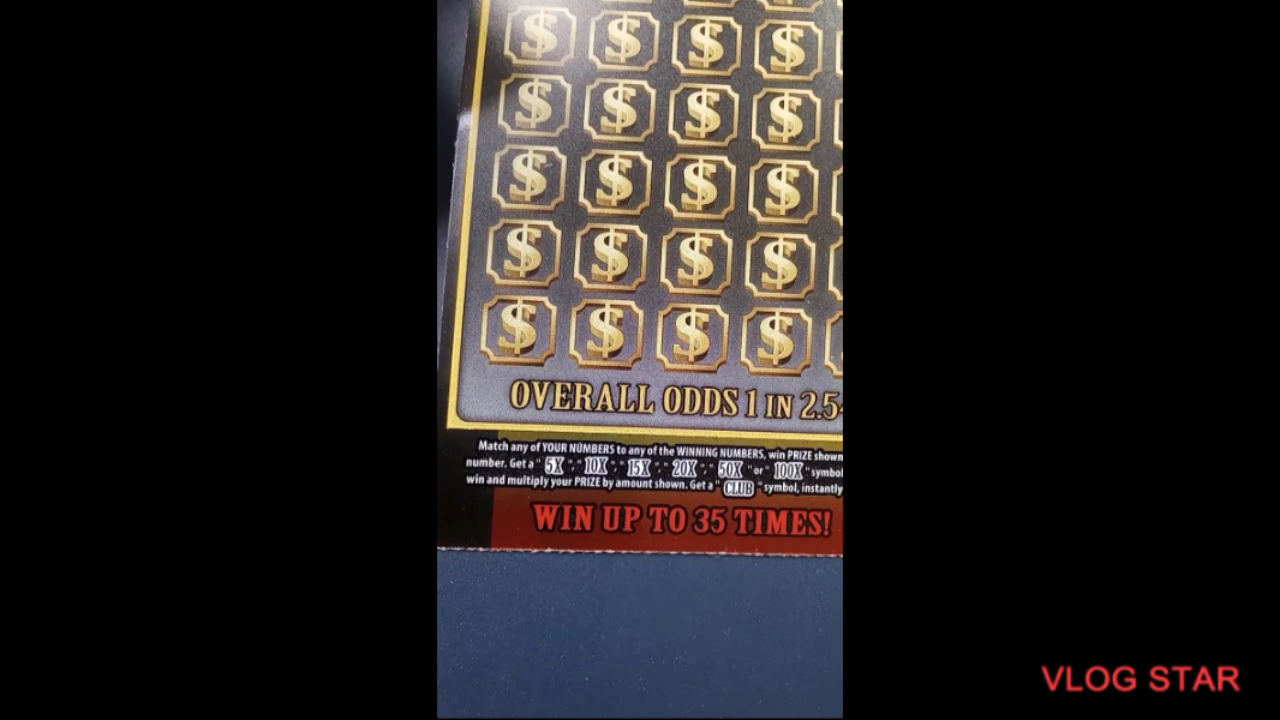 OVERALL ODDS 1 IN 2.5
Match any of YOUR NUMBERS to any of the WINNING NUMBERS, win PRIZE shown
number. Get a " 5X ", " 10X ", " 15X ", " 20X ", " 50X " or " 100X " symbol
win and multiply your PRIZE by amount shown. Get a " CLUB " symbol, instantly
WIN UP TO 35 TIMES!
VLOG STAR